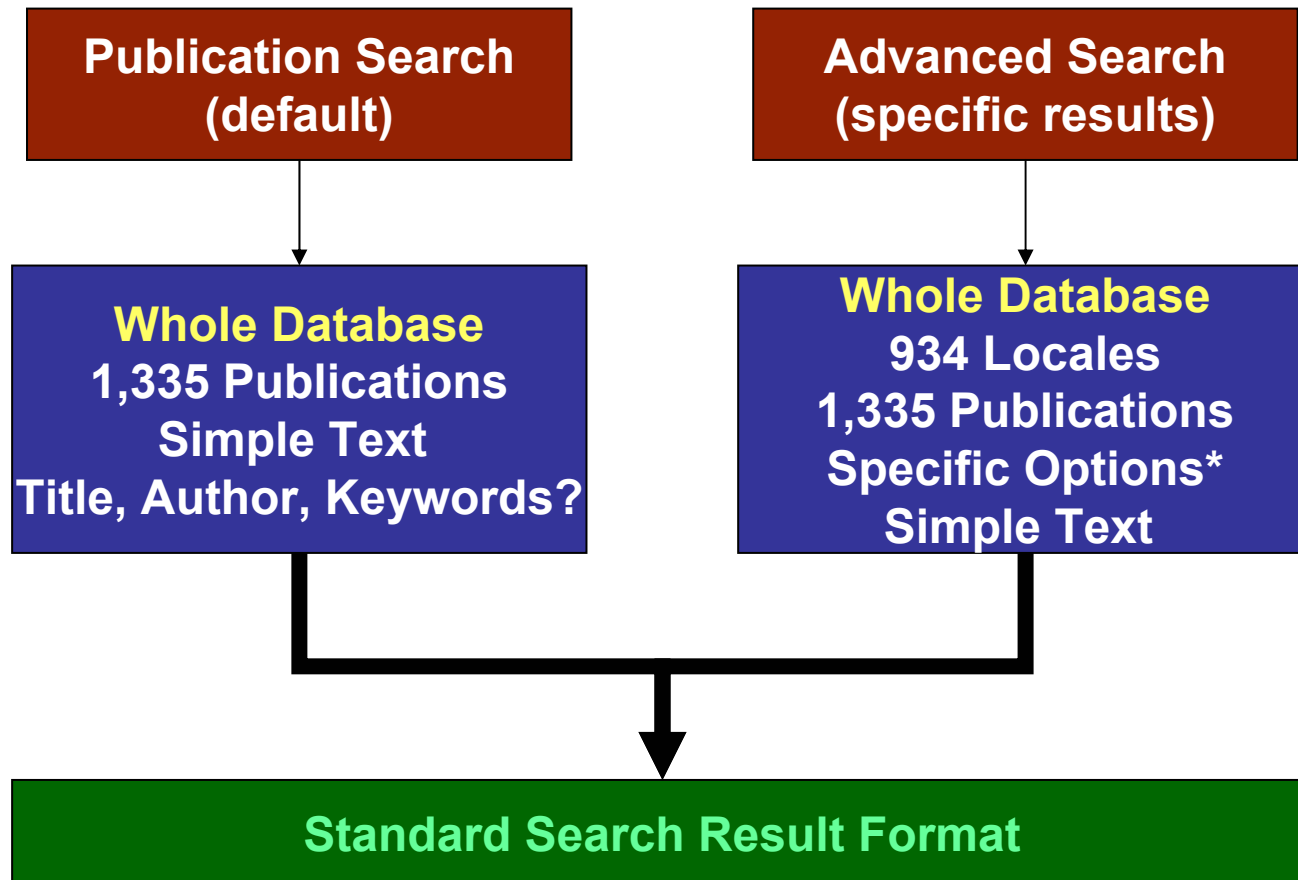 Publication Search
(default)
Advanced Search
(specific results)
Whole Database
1,335 Publications
Simple Text
Title, Author, Keywords?
Whole Database
934 Locales
1,335 Publications
Specific Options*
Simple Text
Standard Search Result Format